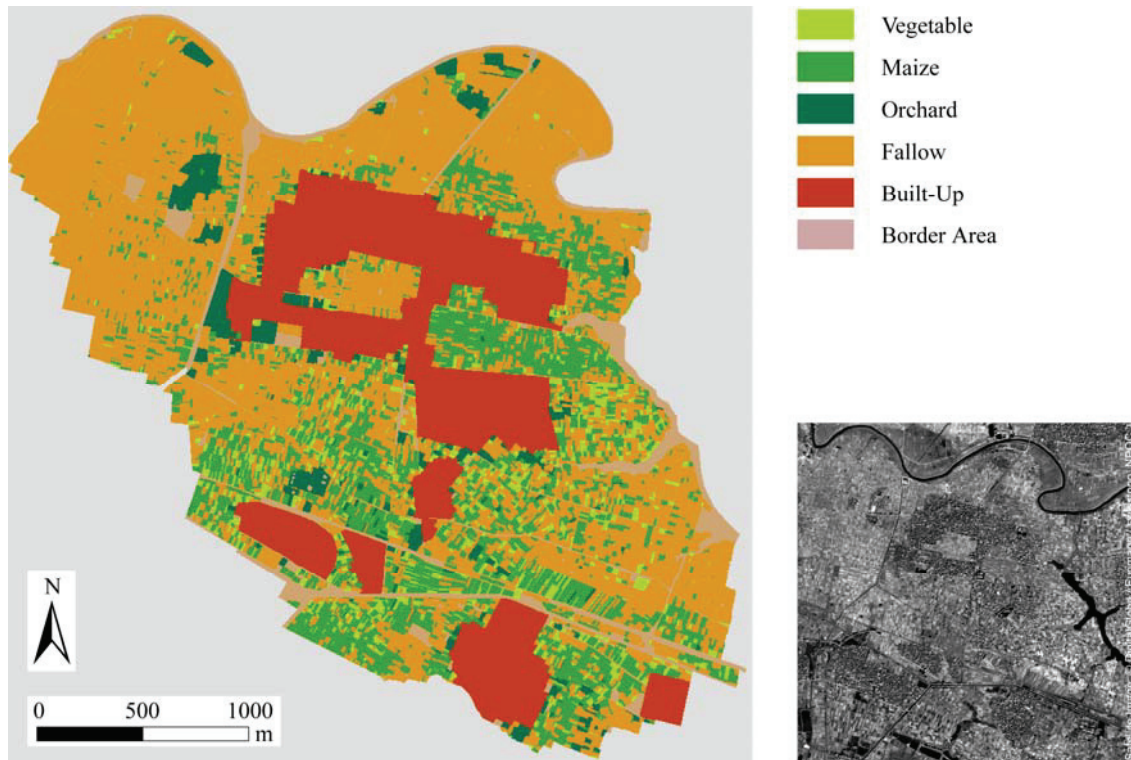 Vegetable
Maize
Orchard
Fallow
Built-Up
Border Area
N
0 500 1000
m